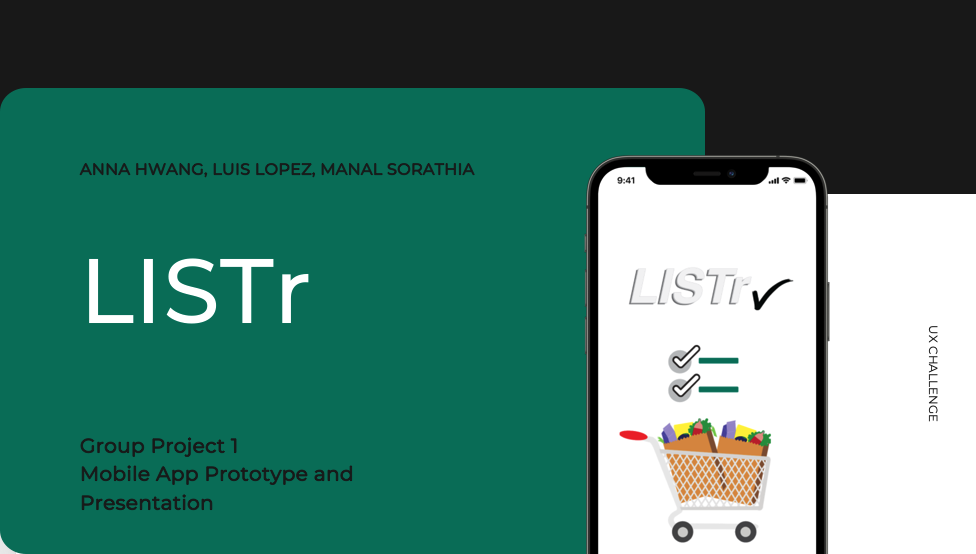 ANNA HWANG, LUIS LOPEZ, MANAL SORATHIA
LISTr
Group Project 1
Mobile App Prototype and
Presentation
9:41
LISTr
UX CHALLENGE